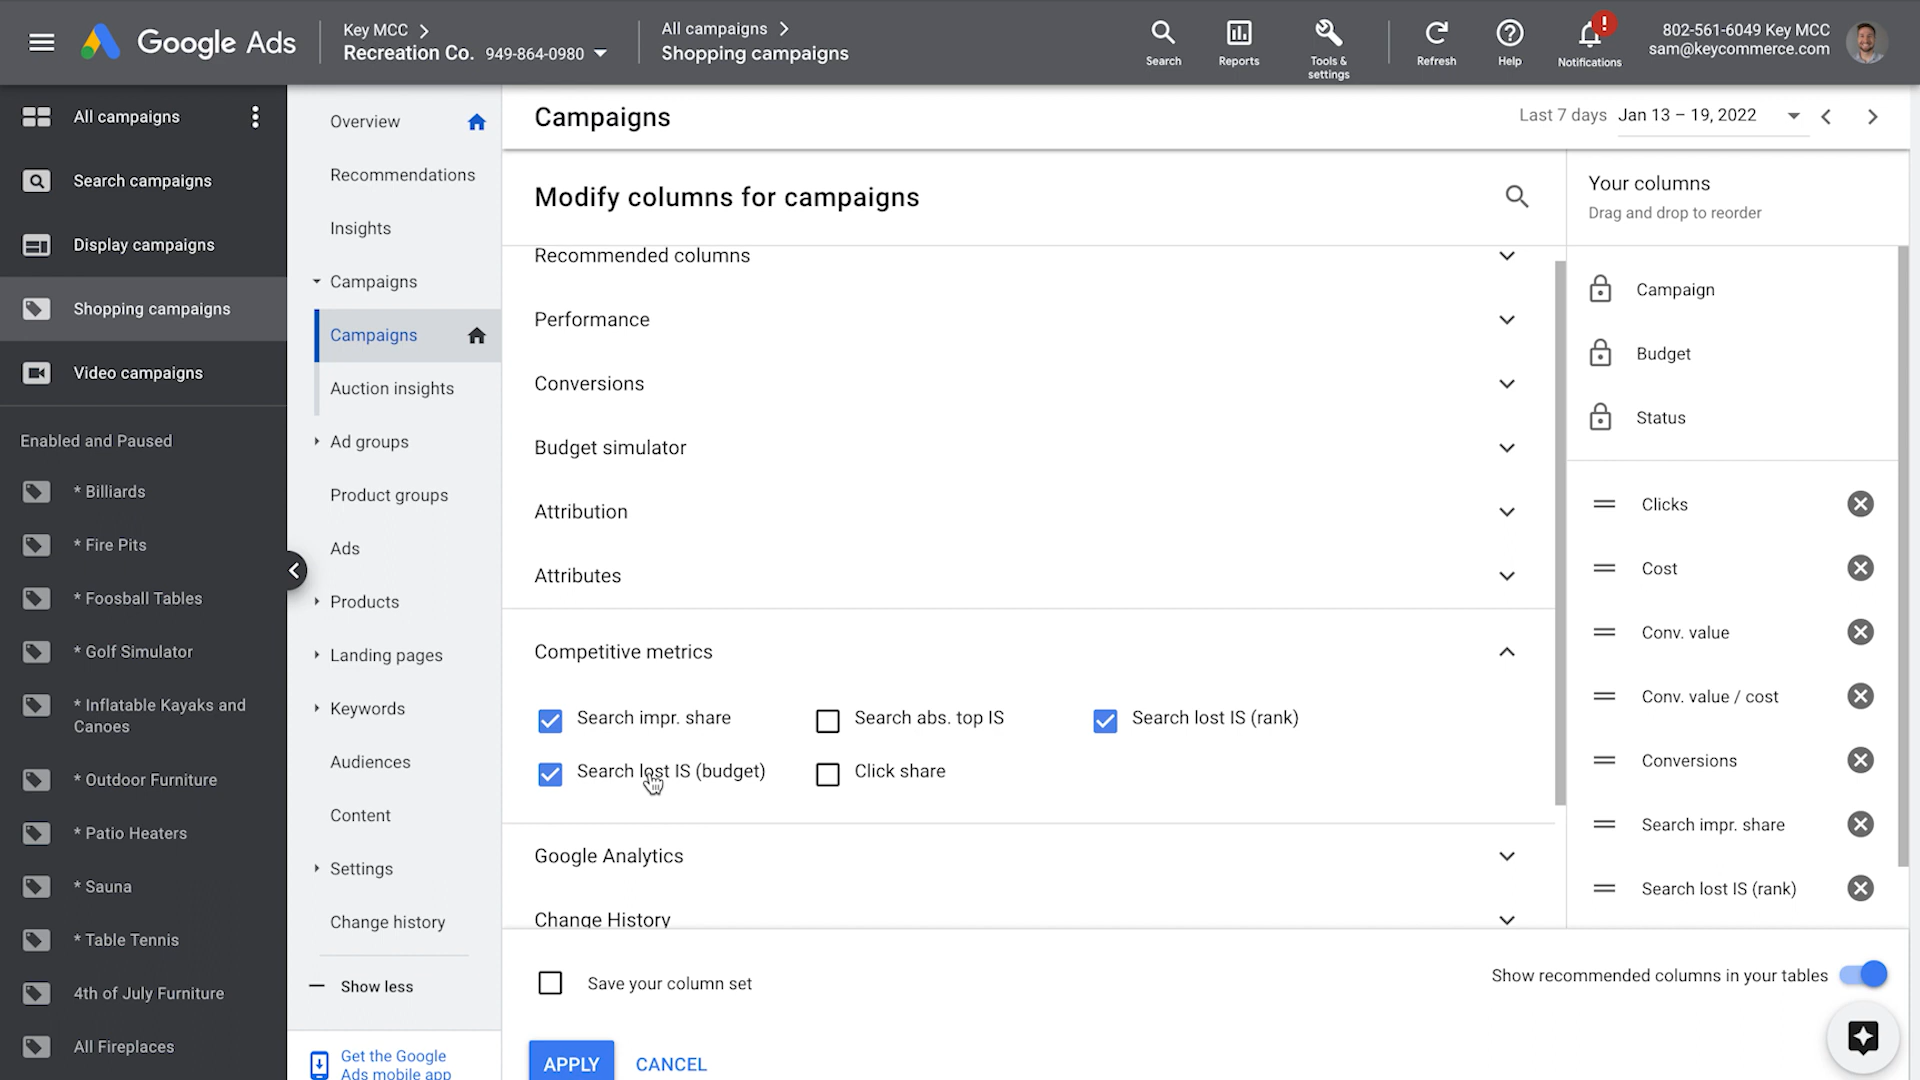 Google Ads
Key MCC
Recreation Co. 949-864-0980
All campaigns
Shopping campaigns
Search
Reports
Tools &
settings
Refresh
Help
!
Notifications
802-561-6049 Key MCC
sam@keycommerce.com
All campaigns
Search campaigns
Display campaigns
Shopping campaigns
Video campaigns
Enabled and Paused
* Billiards
* Fire Pits
* Foosball Tables
* Golf Simulator
* Inflatable Kayaks and
Canoes
* Outdoor Furniture
* Patio Heaters
* Sauna
* Table Tennis
4th of July Furniture
All Fireplaces
Overview
Recommendations
Insights
Campaigns
Campaigns
Auction insights
Ad groups
Product groups
Ads
Products
Landing pages
Keywords
Audiences
Content
Settings
Change history
Show less
Get the Google
Ads mobile app
Campaigns
Last 7 days Jan 13 – 19, 2022
Modify columns for campaigns
Recommended columns
Performance
Conversions
Budget simulator
Attribution
Attributes
Competitive metrics
Search impr. share
Search abs. top IS
Search lost IS (rank)
Search lost IS (budget)
Click share
Google Analytics
Change History
Your columns
Drag and drop to reorder
Campaign
Budget
Status
Clicks
Cost
Conv. value
Conv. value / cost
Conversions
Search impr. share
Search lost IS (rank)
Save your column set
Show recommended columns in your tables
APPLY
CANCEL